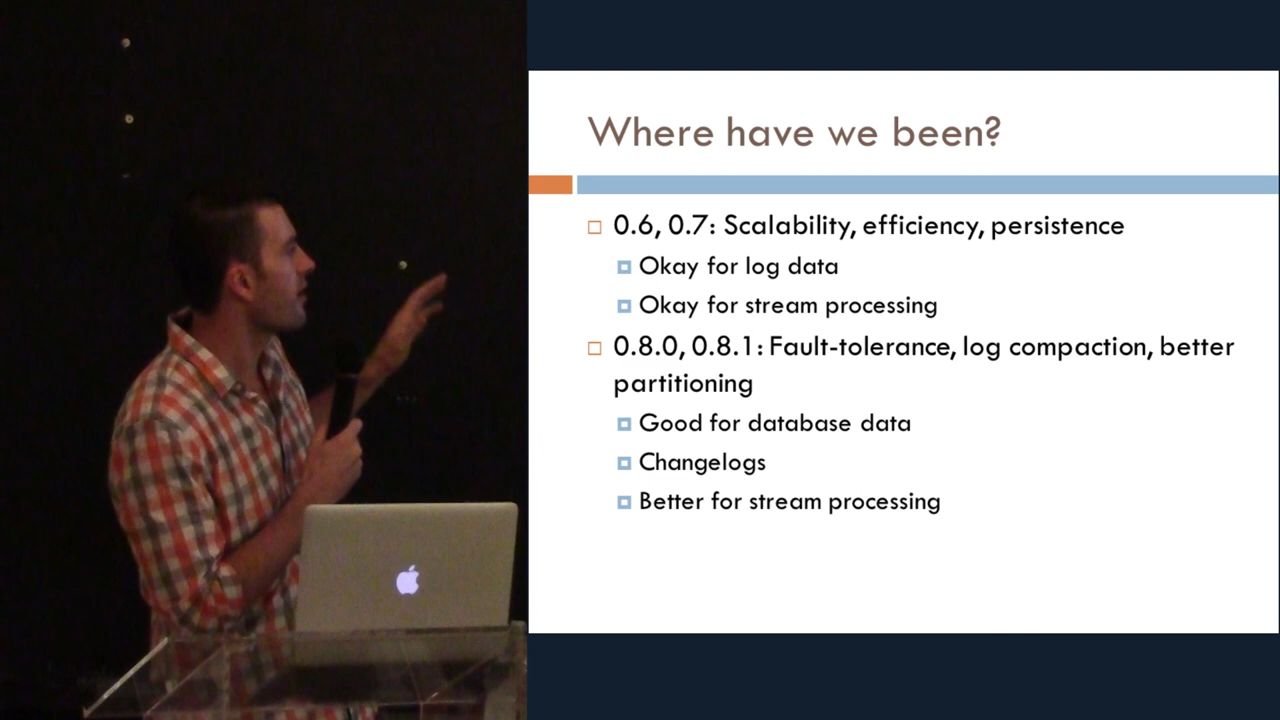 Where have we been?
0.6, 0.7: Scalability, efficiency, persistence
Okay for log data
Okay for stream processing
0.8.0, 0.8.1: Fault-tolerance, log compaction, better
partitioning
Good for database data
Changelogs
Better for stream processing